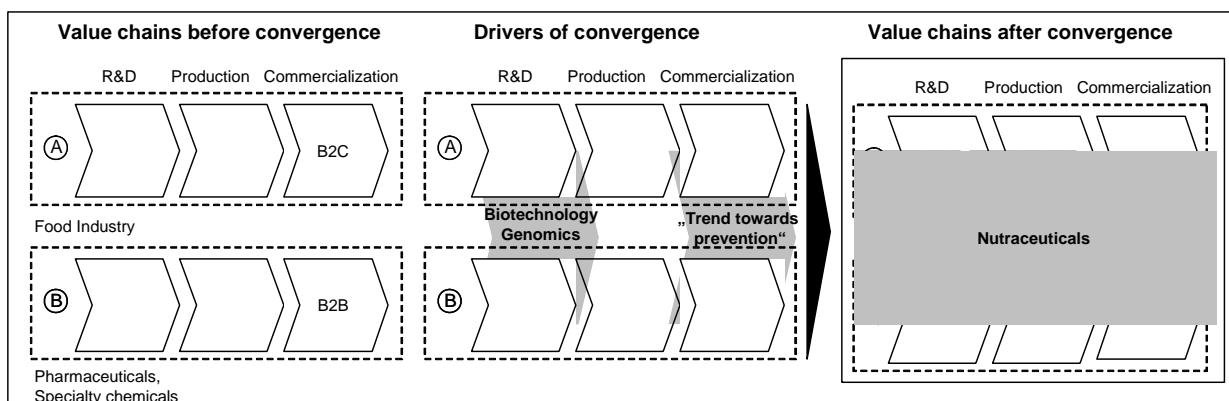 Value chains before convergence
R&D Production Commercialization
A
B2C
Food Industry
B
B2B
Pharmaceuticals,
Specialty chemicals
Drivers of convergence
R&D Production Commercialization
A
Biotechnology
Genomics
„Trend towards
prevention“
B
Value chains after convergence
R&D Production Commercialization
Nutraceuticals